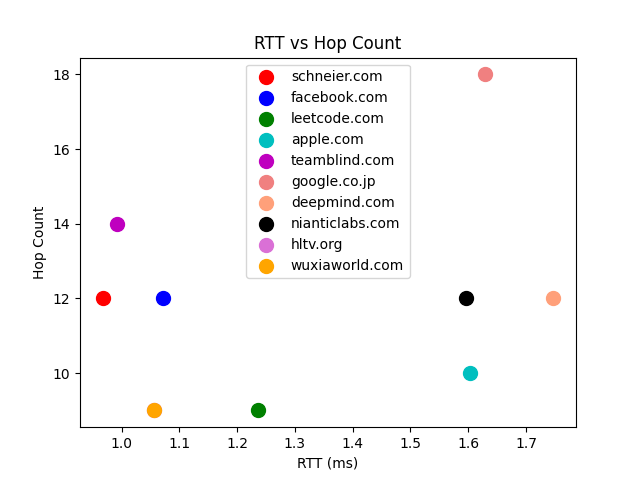 RTT vs Hop Count
schneier.com
facebook.com
leetcode.com
apple.com
teamblind.com
google.co.jp
deepmind.com
nianticlabs.com
hltv.org
wuxiaworld.com
Hop Count
18
16
14
12
10
1.0 1.1 1.2 1.3 1.4 1.5 1.6 1.7
RTT (ms)